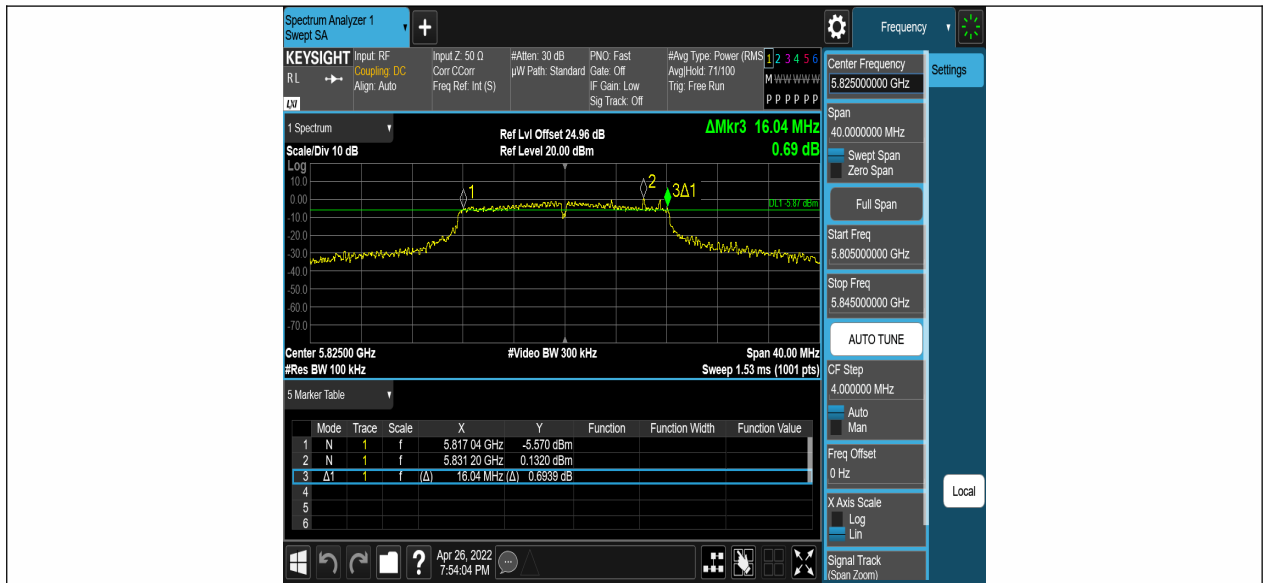 Spectrum Analyzer 1
Swept SA
+
Frequency
KEYSIGHT
RL
LXI
Input: RF
Coupling: DC
Align: Auto
Input Z: 50 Ω
Corr CCorr
Freq Ref: Int (S)
#Atten: 30 dB
µW Path: Standard
PNO: Fast
Gate: Off
IF Gain: Low
Sig Track: Off
#Avg Type: Power (RMS
Avg|Hold: 71/100
Trig: Free Run
1 2 3 4 5 6
M W W W W W
P P P P P P
1 Spectrum
Scale/Div 10 dB
Ref Lvl Offset 24.96 dB
Ref Level 20.00 dBm
ΔMkr3 16.04 MHz
0.69 dB
Log
10.0
0.00
-10.0
-20.0
-30.0
-40.0
-50.0
-60.0
-70.0
1
2
3Δ1
DL1 -5.87 dBm
Center 5.82500 GHz
#Video BW 300 kHz
Span 40.00 MHz
#Res BW 100 kHz
Sweep 1.53 ms (1001 pts)
5 Marker Table
Mode Trace Scale X Y Function Function Width Function Value
1 N 1 f 5.817 04 GHz -5.570 dBm
2 N 1 f 5.831 20 GHz 0.1320 dBm
3 Δ1 1 f (Δ) 16.04 MHz (Δ) 0.6939 dB
4
5
6
?
Apr 26, 2022
7:54:04 PM
Center Frequency
5.825000000 GHz
Span
40.0000000 MHz
Swept Span
Zero Span
Full Span
Start Freq
5.805000000 GHz
Stop Freq
5.845000000 GHz
AUTO TUNE
CF Step
4.000000 MHz
Auto
Man
Freq Offset
0 Hz
X Axis Scale
Log
Lin
Signal Track
(Span Zoom)
Settings
Local